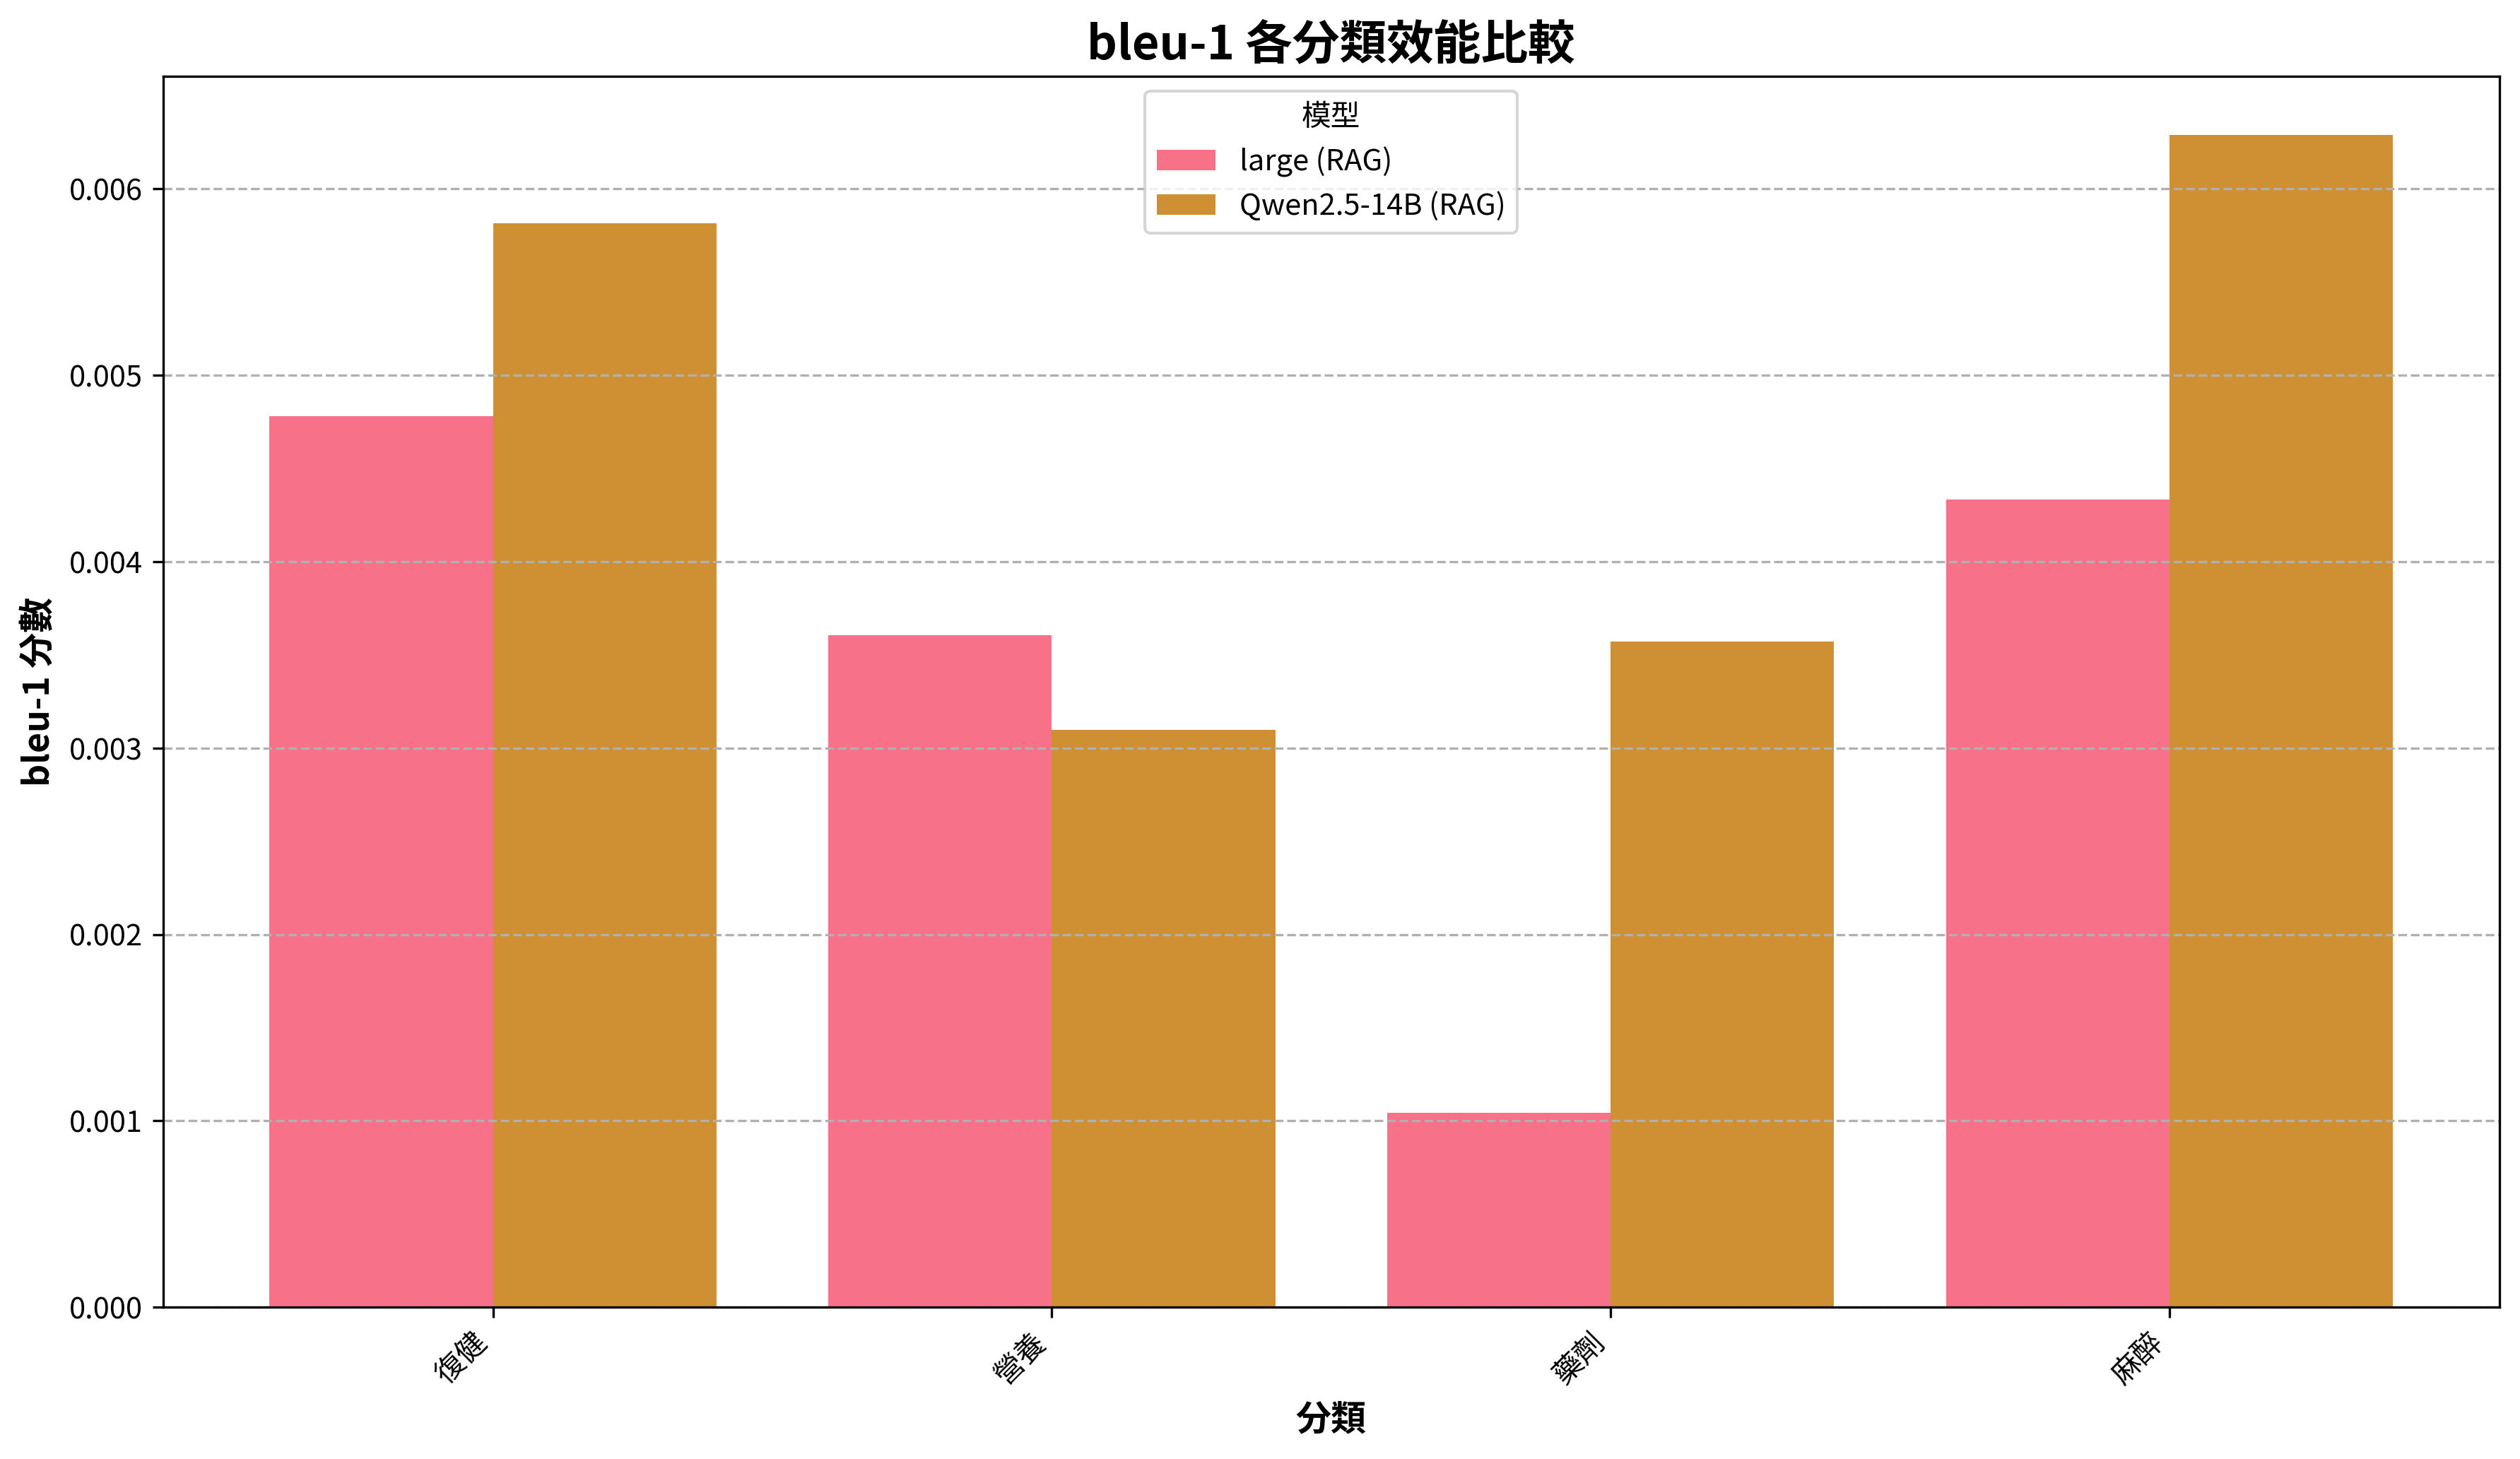 bleu-1 各分類效能比較
模型
large (RAG)
Qwen2.5-14B (RAG)
bleu-1 分數
0.006
0.005
0.004
0.003
0.002
0.001
0.000
復健
營養
藥劑
麻醉
分類